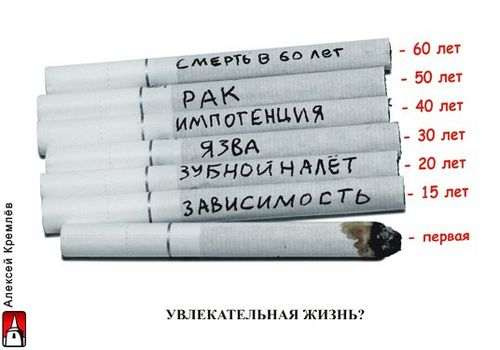 СМЕРТЬ В 60 ЛЕТ - 60 лет
РАК - 50 лет
ИМПОТЕНЦИЯ - 40 лет
ЯЗВА - 30 лет
ЗУБНОЙ НАЛЁТ - 20 лет
ЗАВИСИМОСТЬ - 15 лет
- первая
УВЛЕКАТЕЛЬНАЯ ЖИЗНЬ?
Алексей Кремлёв